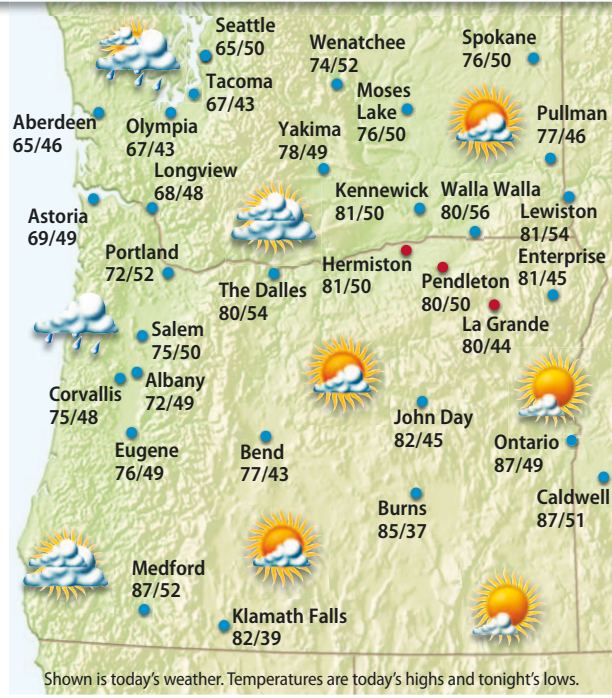 Seattle
65/50
Wenatchee
74/52
Spokane
76/50
Tacoma
67/43
Moses
Lake
76/50
Aberdeen
65/46
Olympia
67/43
Yakima
78/49
Pullman
77/46
Longview
68/48
Kennewick
81/50
Walla Walla
80/56
Lewiston
81/54
Astoria
69/49
Portland
72/52
The Dalles
80/54
Hermiston
81/50
Pendleton
80/50
Enterprise
81/45
La Grande
80/44
Salem
75/50
Albany
72/49
Corvallis
75/48
John Day
82/45
Eugene
76/49
Bend
77/43
Ontario
87/49
Caldwell
87/51
Burns
85/37
Medford
87/52
Klamath Falls
82/39
Shown is today's weather. Temperatures are today's highs and tonight's lows.